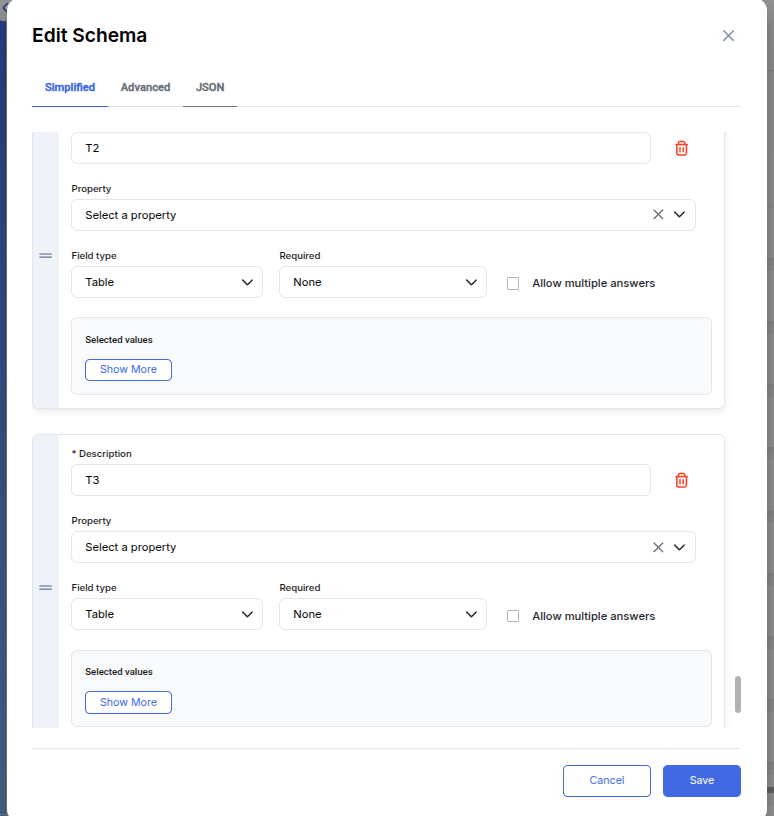 Edit Schema
Simplified Advanced JSON
T2
Property
Select a property
Field type Required
Table None Allow multiple answers
Selected values
Show More
* Description
T3
Property
Select a property
Field type Required
Table None Allow multiple answers
Selected values
Show More
Cancel Save